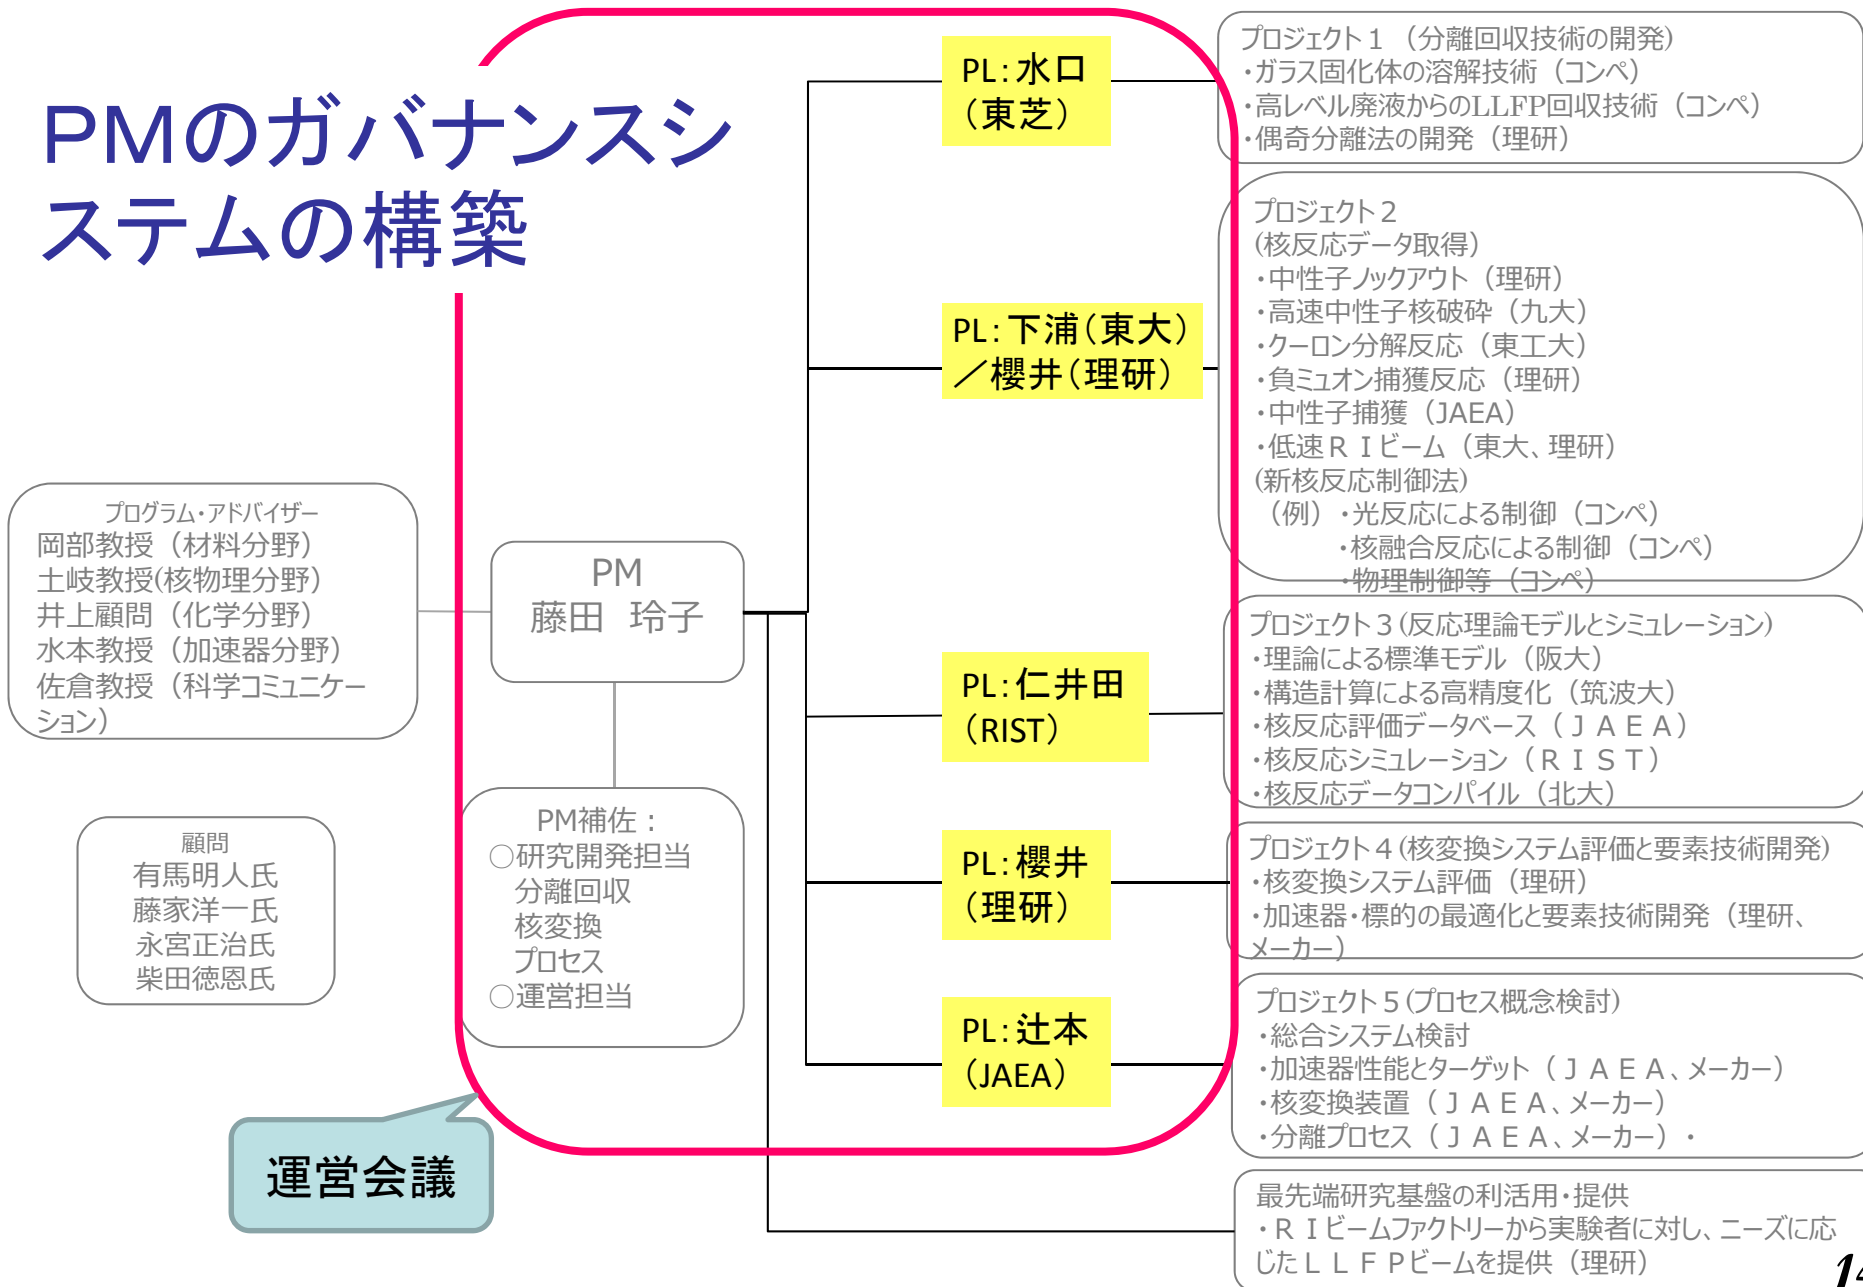 PMのガバナンスシ
ステムの構築
プログラム・アドバイザー
岡部教授（材料分野）
土岐教授(核物理分野）
井上顧問（化学分野）
水本教授（加速器分野）
佐倉教授（科学コミュニケー
ション）
顧問
有馬明人氏
藤家洋一氏
永宮正治氏
柴田徳思氏
PM
藤田　玲子
PM補佐：
○研究開発担当
分離回収
核変換
プロセス
○運営担当
運営会議
PL：水口
（東芝）
PL：下浦（東大）
／櫻井（理研）
PL：仁井田
（RIST）
PL：櫻井
（理研）
PL：辻本
（JAEA）
プロジェクト１（分離回収技術の開発）
・ガラス固化体の溶解技術（コンペ）
・高レベル廃液からのLLFP回収技術（コンペ）
・偶奇分離法の開発（理研）
プロジェクト２
(核反応データ取得）
・中性子ノックアウト（理研）
・高速中性子核破砕（九大）
・クーロン分解反応（東工大）
・負ミュオン捕獲反応（理研）
・中性子捕獲（JAEA）
・低速ＲＩビーム（東大、理研）
(新核反応制御法)
（例）・光反応による制御（コンペ）
・核融合反応による制御（コンペ）
・物理制御等（コンペ）
プロジェクト３(反応理論モデルとシミュレーション）
・理論による標準モデル（阪大）
・構造計算による高精度化（筑波大）
・核反応評価データベース（ＪＡＥＡ）
・核反応シミュレーション（ＲＩＳＴ）
・核反応データコンパイル（北大）
プロジェクト４(核変換システム評価と要素技術開発）
・核変換システム評価（理研）
・加速器・標的の最適化と要素技術開発（理研、
メーカー）
プロジェクト５(プロセス概念検討）
・総合システム検討
・加速器性能とターゲット（ＪＡＥＡ、メーカー）
・核変換装置（ＪＡＥＡ、メーカー）
・分離プロセス（ＪＡＥＡ、メーカー）・
最先端研究基盤の利活用・提供
・ＲＩビームファクトリーから実験者に対し、ニーズに応
じたＬＬＦＰビームを提供（理研）